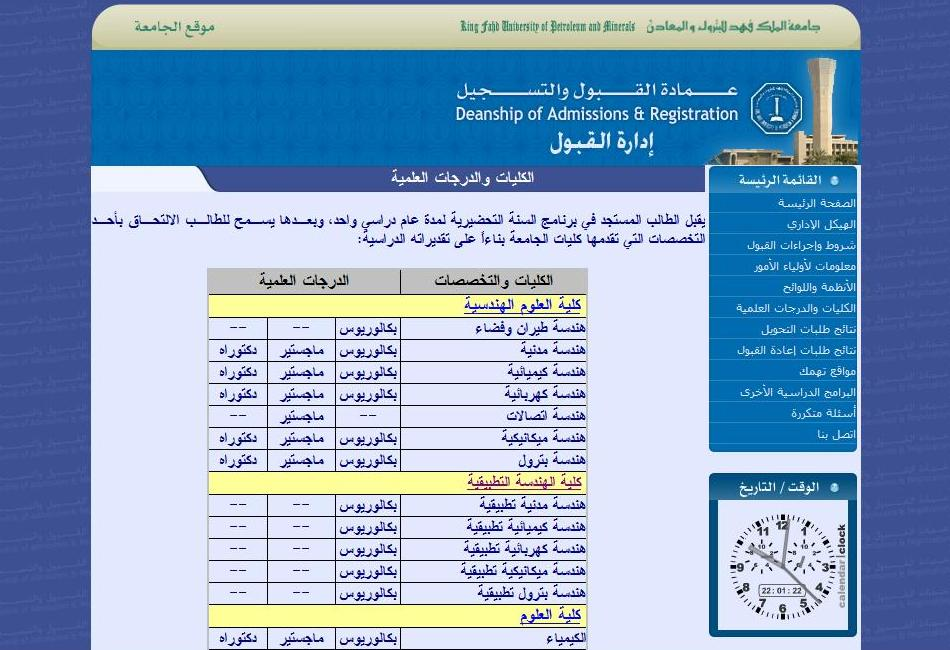 موقع الجامعة
King Fahd University of Petroleum and Minerals جامعة الملك فهد للبترول و المعادن
عمادة القبول والتسجيل
Deanship of Admissions & Registration
إدارة القبول
القائمة الرئيسة
الصفحة الرئيسة
الهيكل الإداري
شروط وإجراءات القبول
معلومات لأولياء الأمور
الأنظمة واللوائح
الكليات والدرجات العلمية
نتائج طلبات التحويل
نتائج طلبات إعادة القبول
مواقع تهمك
البرامج الدراسية الأخرى
أسئلة متكررة
اتصل بنا
الوقت / التاريخ
12
1
3
4
5
6
7
8
9
11
22:01:22
calendar clock
الكليات والدرجات العلمية
يقبل الطالب المستجد في برنامج السنة التحضيرية لمدة عام دراسي واحد، وبعدها يسمح للطالب الالتحاق بأحد
التخصصات التي تقدمها كليات الجامعة بناءاً على تقديراته الدراسية:
الكليات والتخصصات الدرجات العلمية
كلية العلوم الهندسية
هندسة طيران وفضاء بكالوريوس -- --
هندسة مدنية بكالوريوس ماجستير دكتوراه
هندسة كيميائية بكالوريوس ماجستير دكتوراه
هندسة كهربائية بكالوريوس ماجستير دكتوراه
هندسة اتصالات -- ماجستير --
هندسة ميكانيكية بكالوريوس ماجستير دكتوراه
هندسة بترول بكالوريوس ماجستير دكتوراه
كلية الهندسة التطبيقية
هندسة مدنية تطبيقية بكالوريوس -- --
هندسة كيميائية تطبيقية بكالوريوس -- --
هندسة كهربائية تطبيقية بكالوريوس -- --
هندسة ميكانيكية تطبيقية بكالوريوس -- --
هندسة بترول تطبيقية بكالوريوس -- --
كلية العلوم
الكيمياء بكالوريوس ماجستير دكتوراه